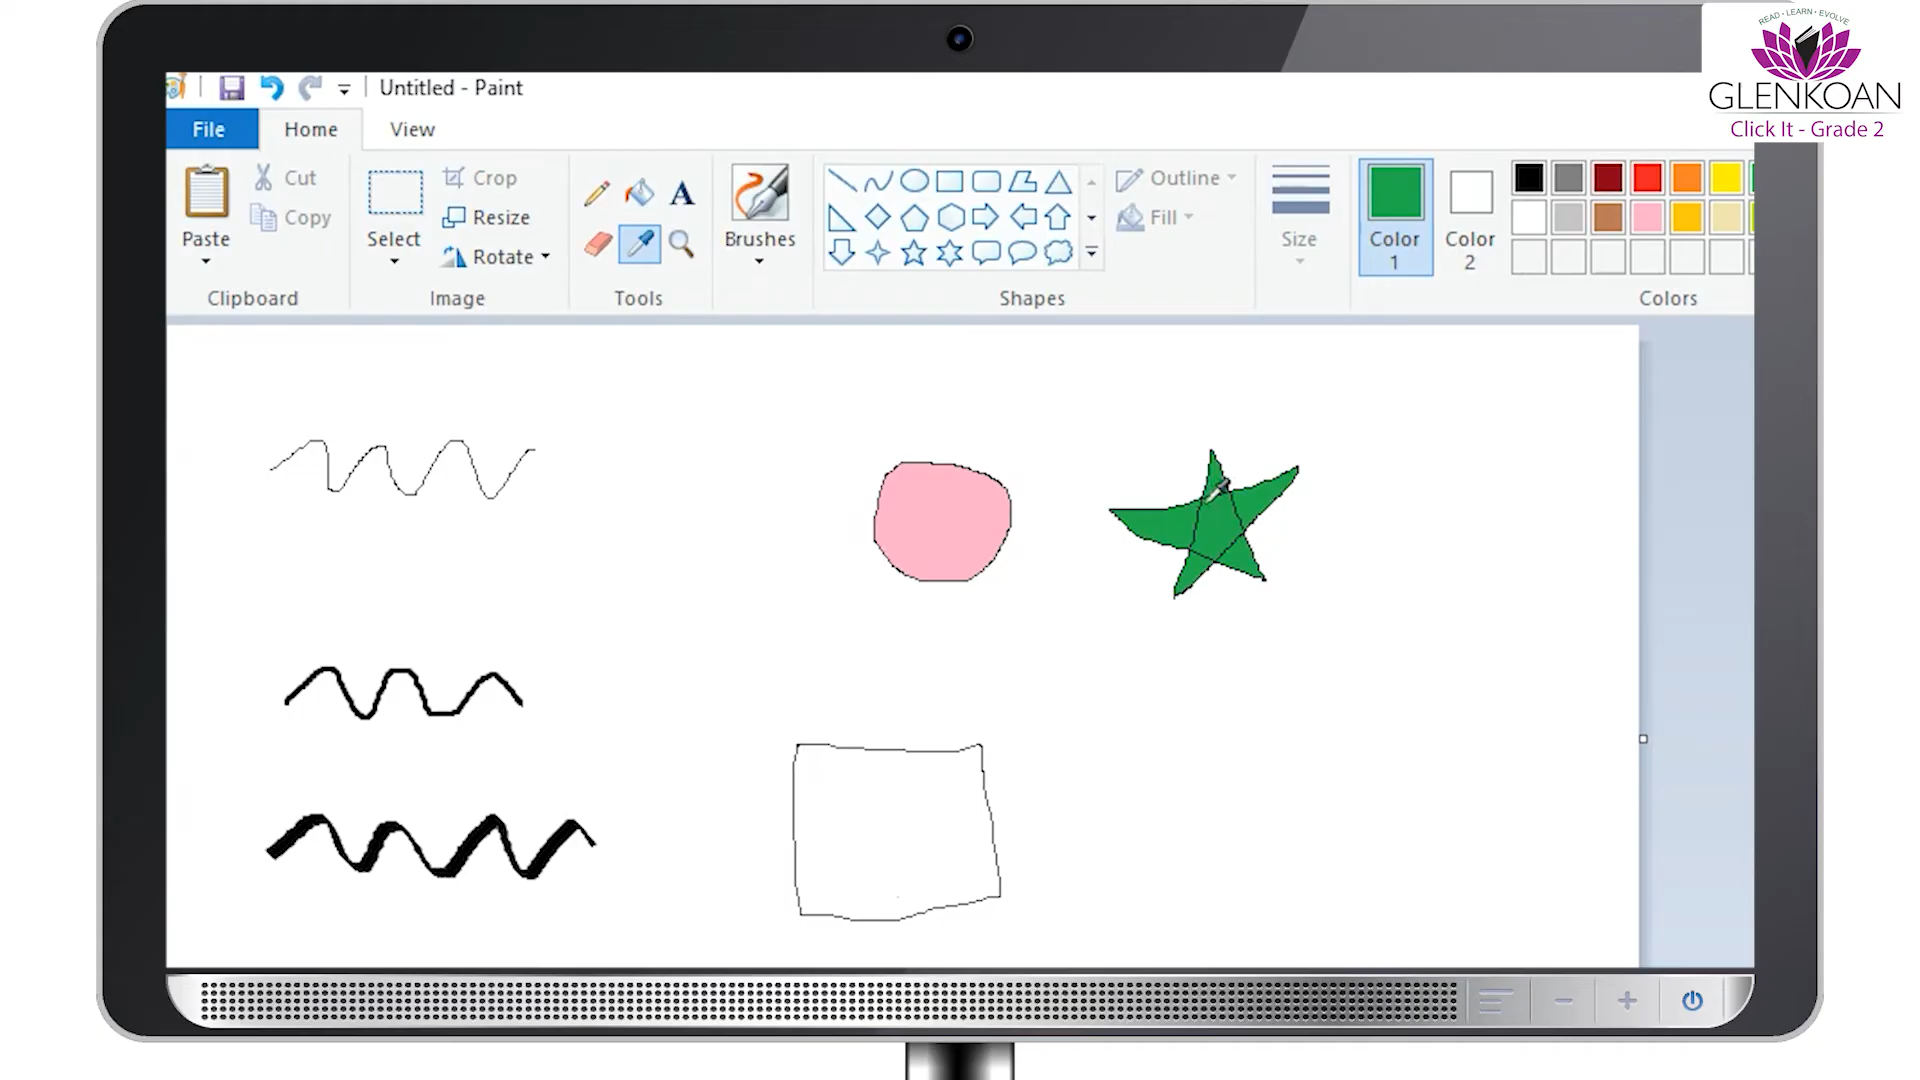 READ • LEARN • EVOLVE
GLENKOAN
Click It - Grade 2
Untitled - Paint
File
Home
View
Paste
Cut
Copy
Clipboard
Select
Crop
Resize
Rotate
Image
A
Tools
Brushes
Shapes
Outline
Fill
Size
Color
1
Color
2
Colors